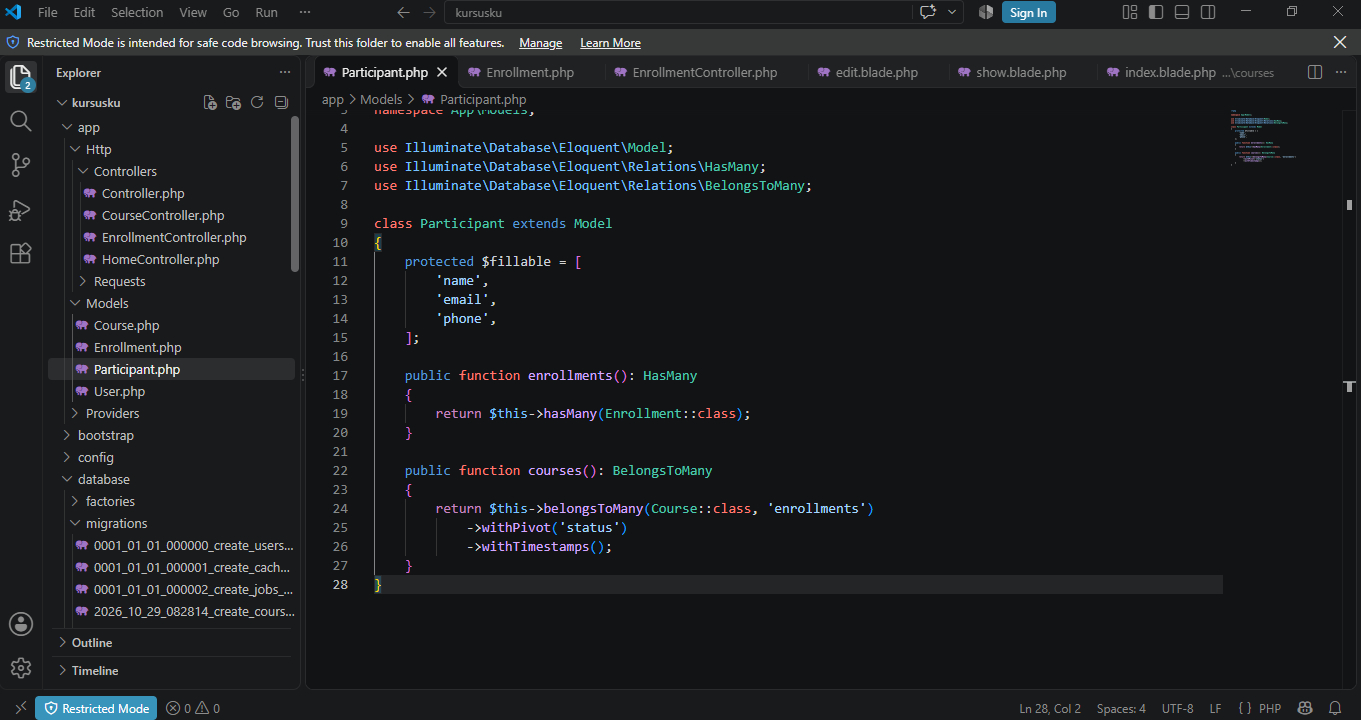 File Edit Selection View Go Run ··· kursusku Sign In
Restricted Mode is intended for safe code browsing. Trust this folder to enable all features. Manage Learn More
Explorer ···
2
kursusku
app
Http
Controllers
Controller.php
CourseController.php
EnrollmentController.php
HomeController.php
Requests
Models
Course.php
Enrollment.php
Participant.php
User.php
Providers
bootstrap
config
database
factories
migrations
0001_01_01_000000_create_users...
0001_01_01_000001_create_cach...
0001_01_01_000002_create_jobs_...
2026_10_29_082814_create_cours...
Outline
Timeline
Participant.php Enrollment.php EnrollmentController.php edit.blade.php show.blade.php index.blade.php ...\courses ···
app > Models > Participant.php
3 namespace App\Models;
4
5 use Illuminate\Database\Eloquent\Model;
6 use Illuminate\Database\Eloquent\Relations\HasMany;
7 use Illuminate\Database\Eloquent\Relations\BelongsToMany;
8
9 class Participant extends Model
10 {
11     protected $fillable = [
12         'name',
13         'email',
14         'phone',
15     ];
16
17     public function enrollments(): HasMany
18     {
19         return $this->hasMany(Enrollment::class);
20     }
21
22     public function courses(): BelongsToMany
23     {
24         return $this->belongsToMany(Course::class, 'enrollments')
25             ->withPivot('status')
26             ->withTimestamps();
27     }
28 }
Restricted Mode 0 0 Ln 28, Col 2 Spaces: 4 UTF-8 LF { } PHP